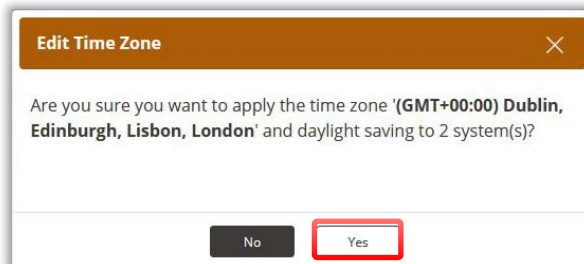 Edit Time Zone
Are you sure you want to apply the time zone '(GMT+00:00) Dublin,
Edinburgh, Lisbon, London' and daylight saving to 2 system(s)?
No
Yes